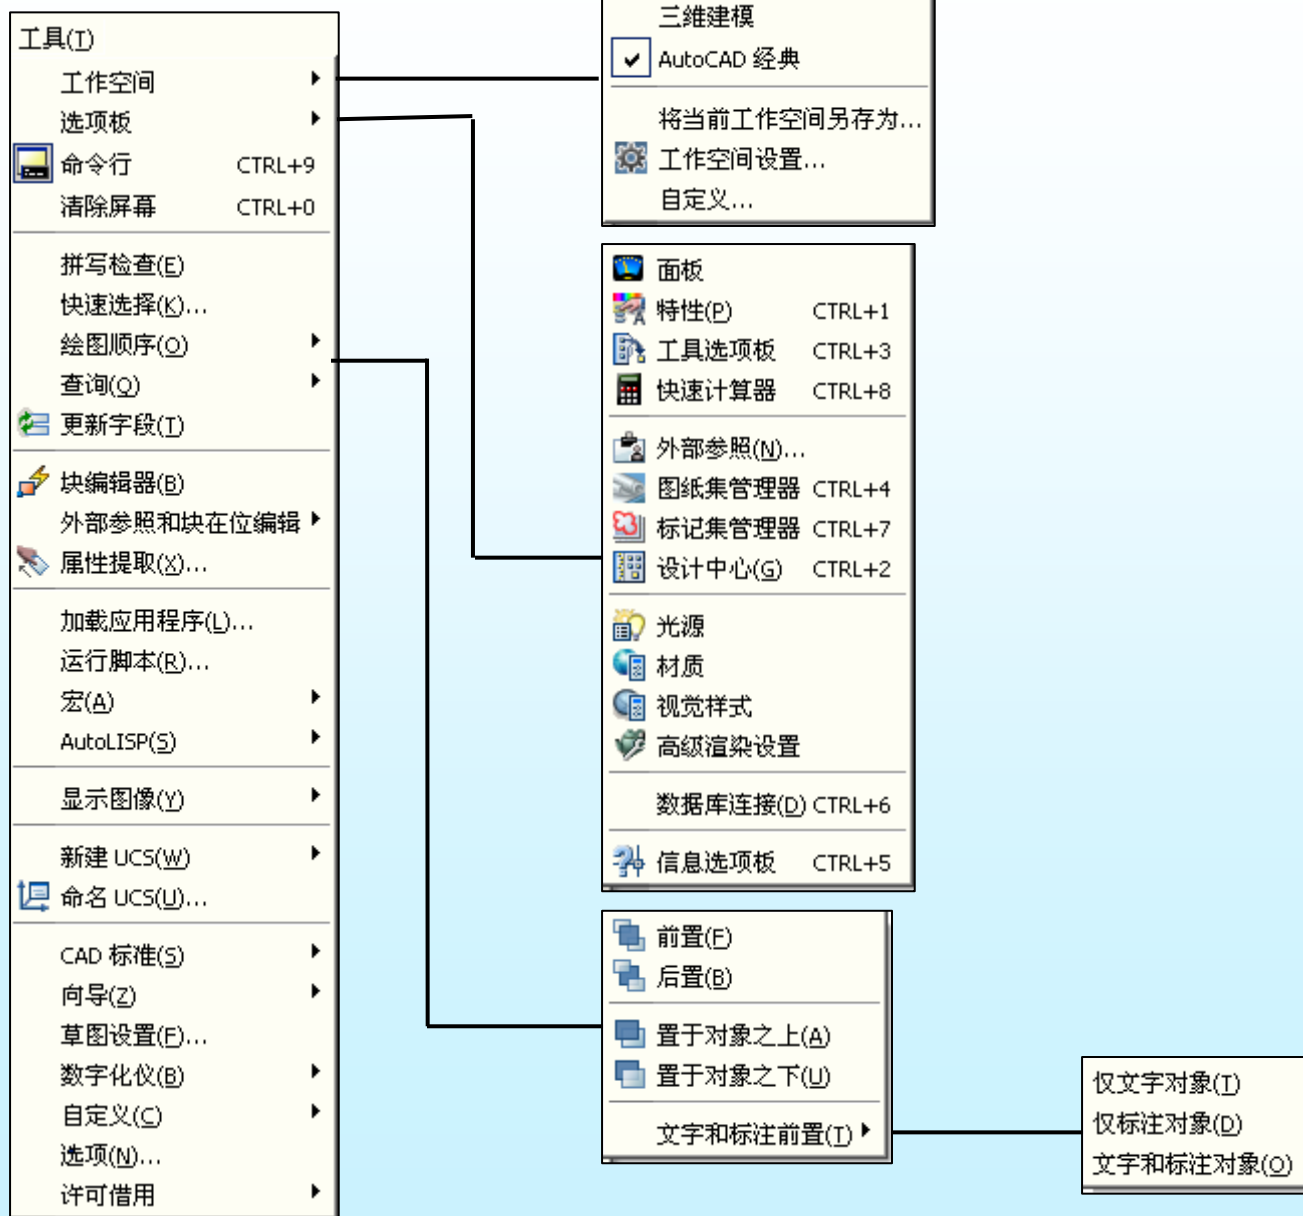 工具(T)
工作空间
选项板
命令行 CTRL+9
清除屏幕 CTRL+0
拼写检查(E)
快速选择(K)...
绘图顺序(O)
查询(Q)
更新字段(T)
块编辑器(B)
外部参照和块在位编辑
属性提取(X)...
加载应用程序(L)...
运行脚本(R)...
宏(A)
AutoLISP(S)
显示图像(Y)
新建 UCS(W)
命名 UCS(U)...
CAD 标准(S)
向导(Z)
草图设置(F)...
数字化仪(B)
自定义(C)
选项(N)...
许可借用
三维建模
AutoCAD 经典
将当前工作空间另存为...
工作空间设置...
自定义...
面板
特性(P) CTRL+1
工具选项板 CTRL+3
快速计算器 CTRL+8
外部参照(N)...
图纸集管理器 CTRL+4
标记集管理器 CTRL+7
设计中心(G) CTRL+2
光源
材质
视觉样式
高级渲染设置
数据库连接(D) CTRL+6
信息选项板 CTRL+5
前置(F)
后置(B)
置于对象之上(A)
置于对象之下(U)
文字和标注前置(T)
仅文字对象(T)
仅标注对象(D)
文字和标注对象(O)